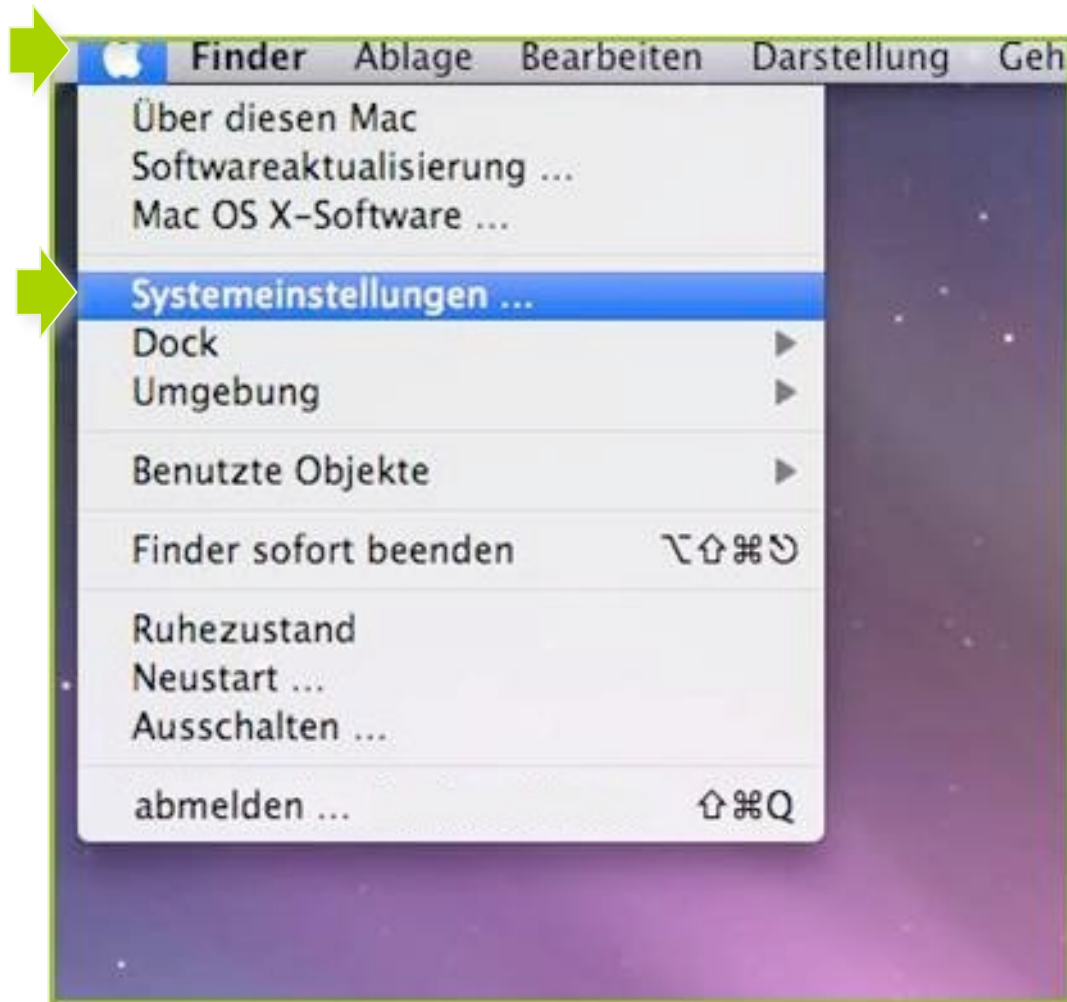 Finder Ablage Bearbeiten Darstellung Geh
Über diesen Mac
Softwareaktualisierung ...
Mac OS X-Software ...
Systemeinstellungen ...
Dock
Umgebung
Benutzte Objekte
Finder sofort beenden ⌥⇧⌘⎋
Ruhezustand
Neustart ...
Ausschalten ...
abmelden ... ⇧⌘Q